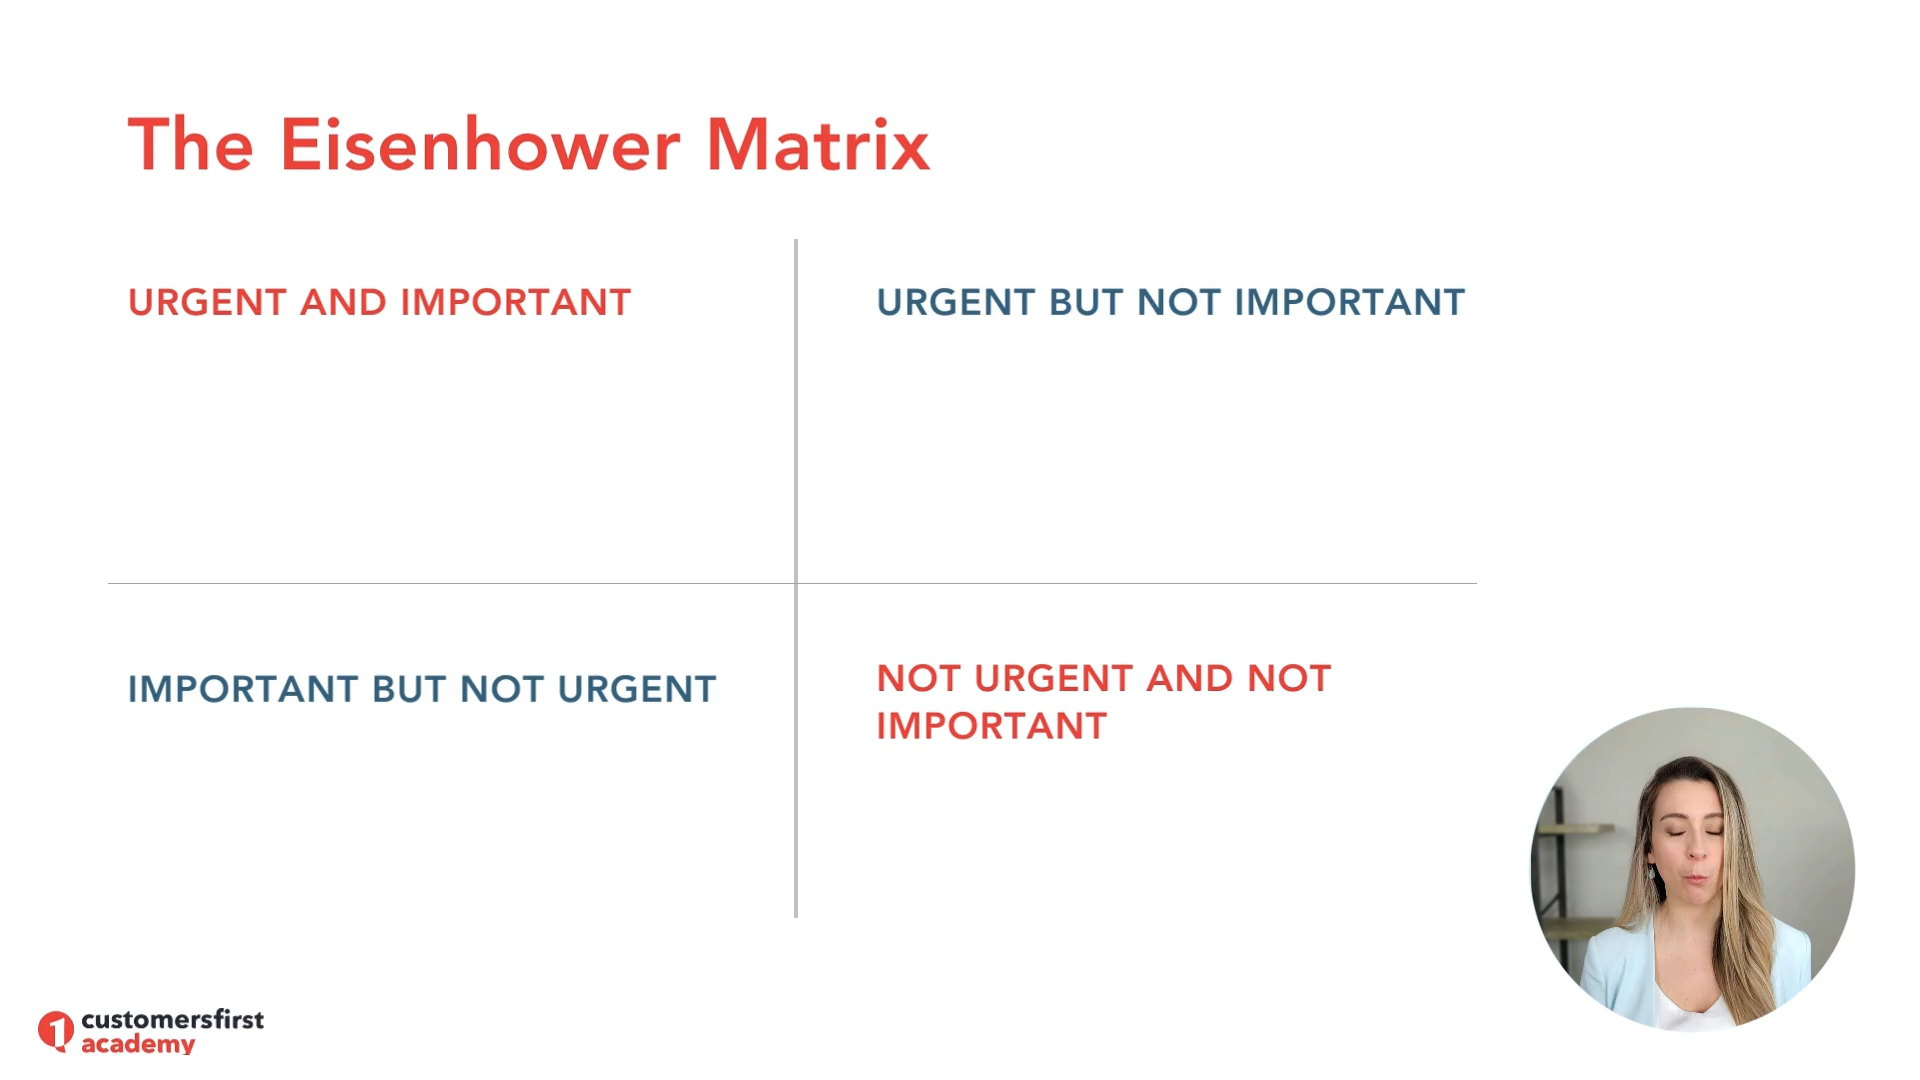 The Eisenhower Matrix
URGENT AND IMPORTANT
URGENT BUT NOT IMPORTANT
IMPORTANT BUT NOT URGENT
NOT URGENT AND NOT
IMPORTANT
1 customersfirst
academy